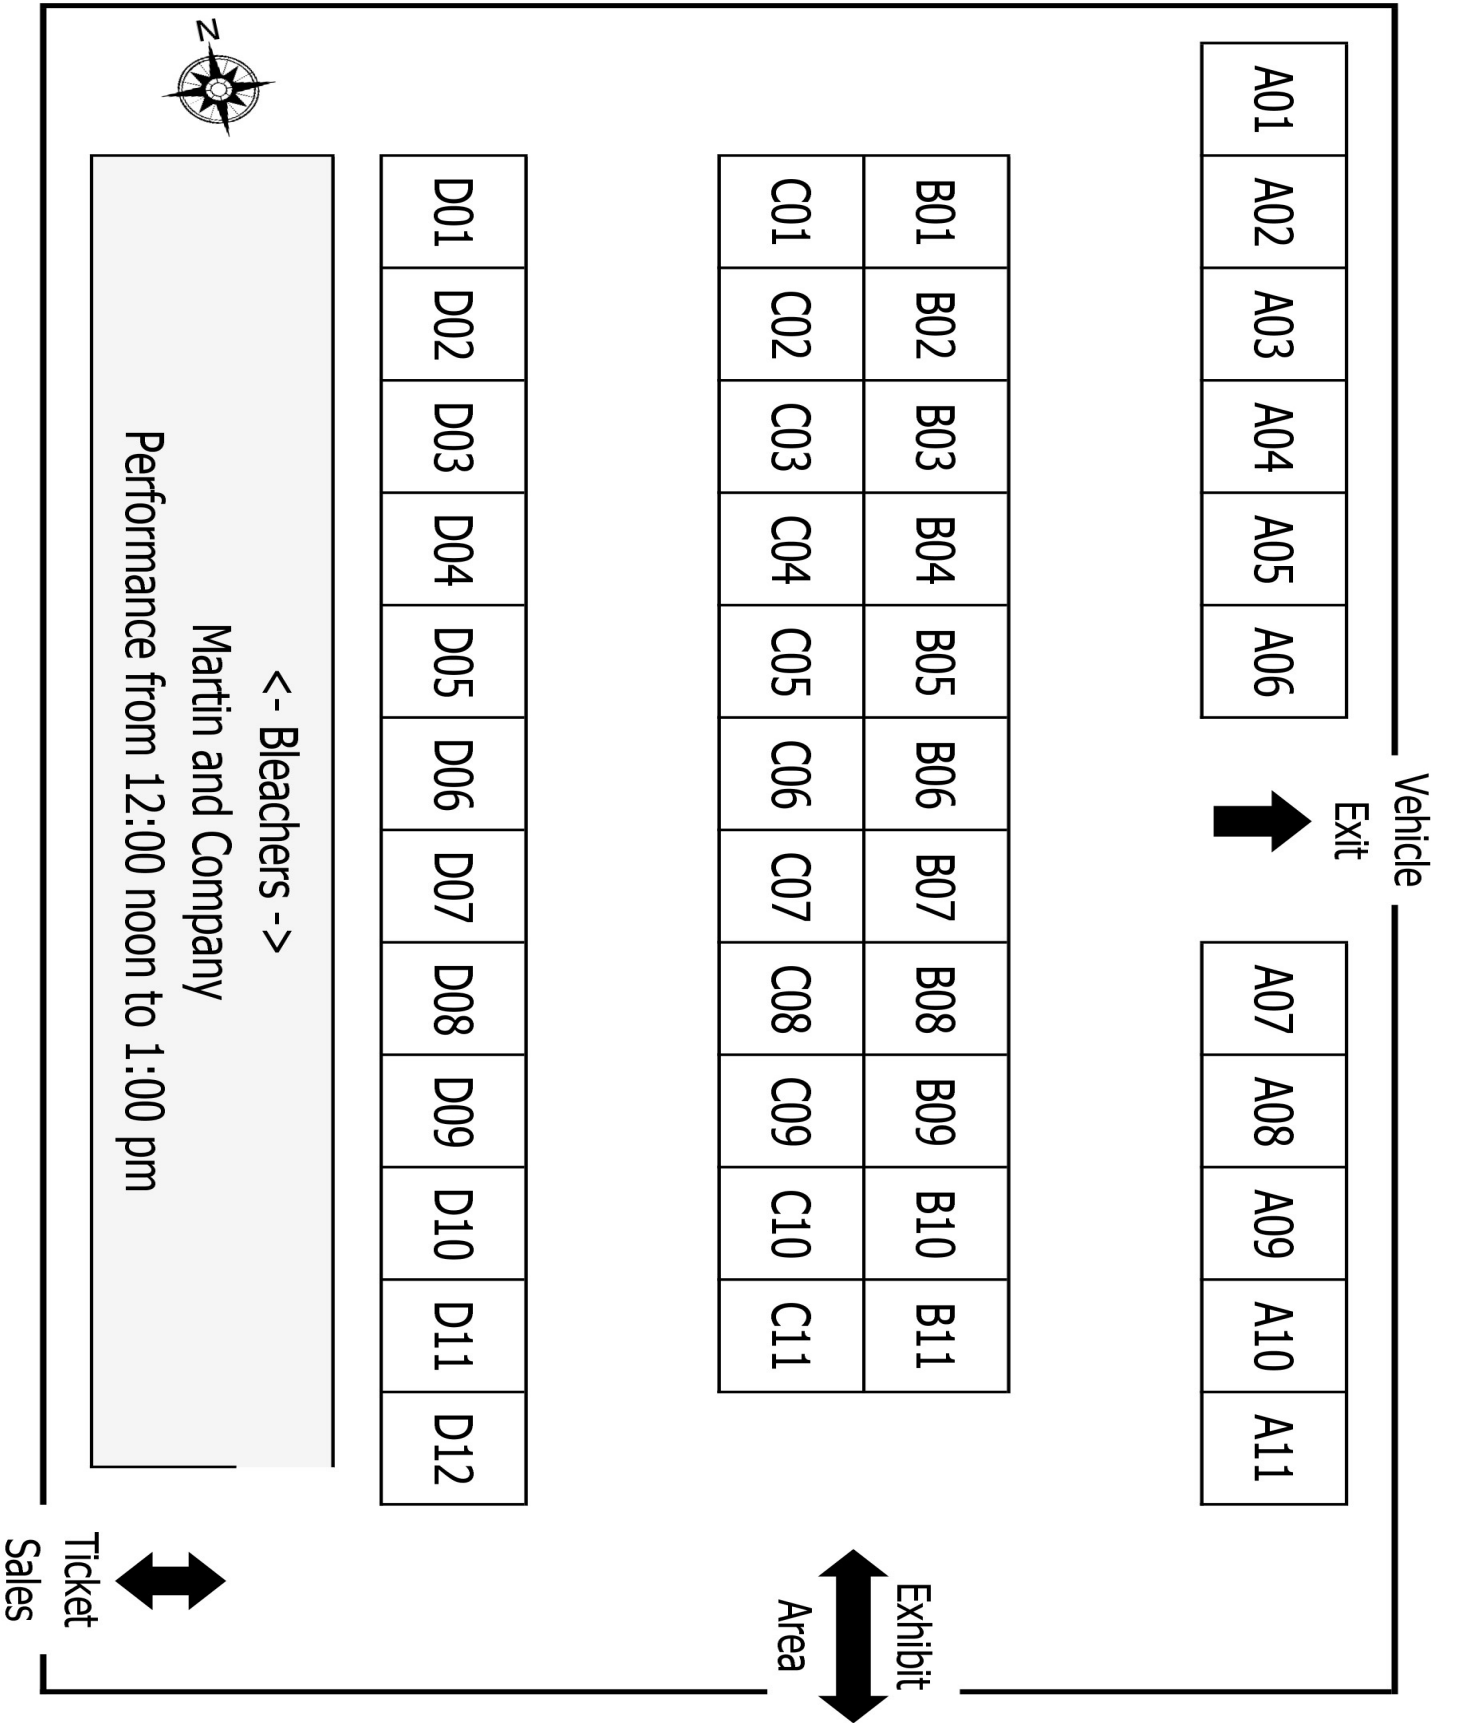 Vehicle
Exit
A01 A02 A03 A04 A05 A06 A07 A08 A09 A10 A11
B01 B02 B03 B04 B05 B06 B07 B08 B09 B10 B11
C01 C02 C03 C04 C05 C06 C07 C08 C09 C10 C11
Exhibit
Area
D01 D02 D03 D04 D05 D06 D07 D08 D09 D10 D11 D12
<- Bleachers ->
Martin and Company
Performance from 12:00 noon to 1:00 pm
N
Ticket
Sales